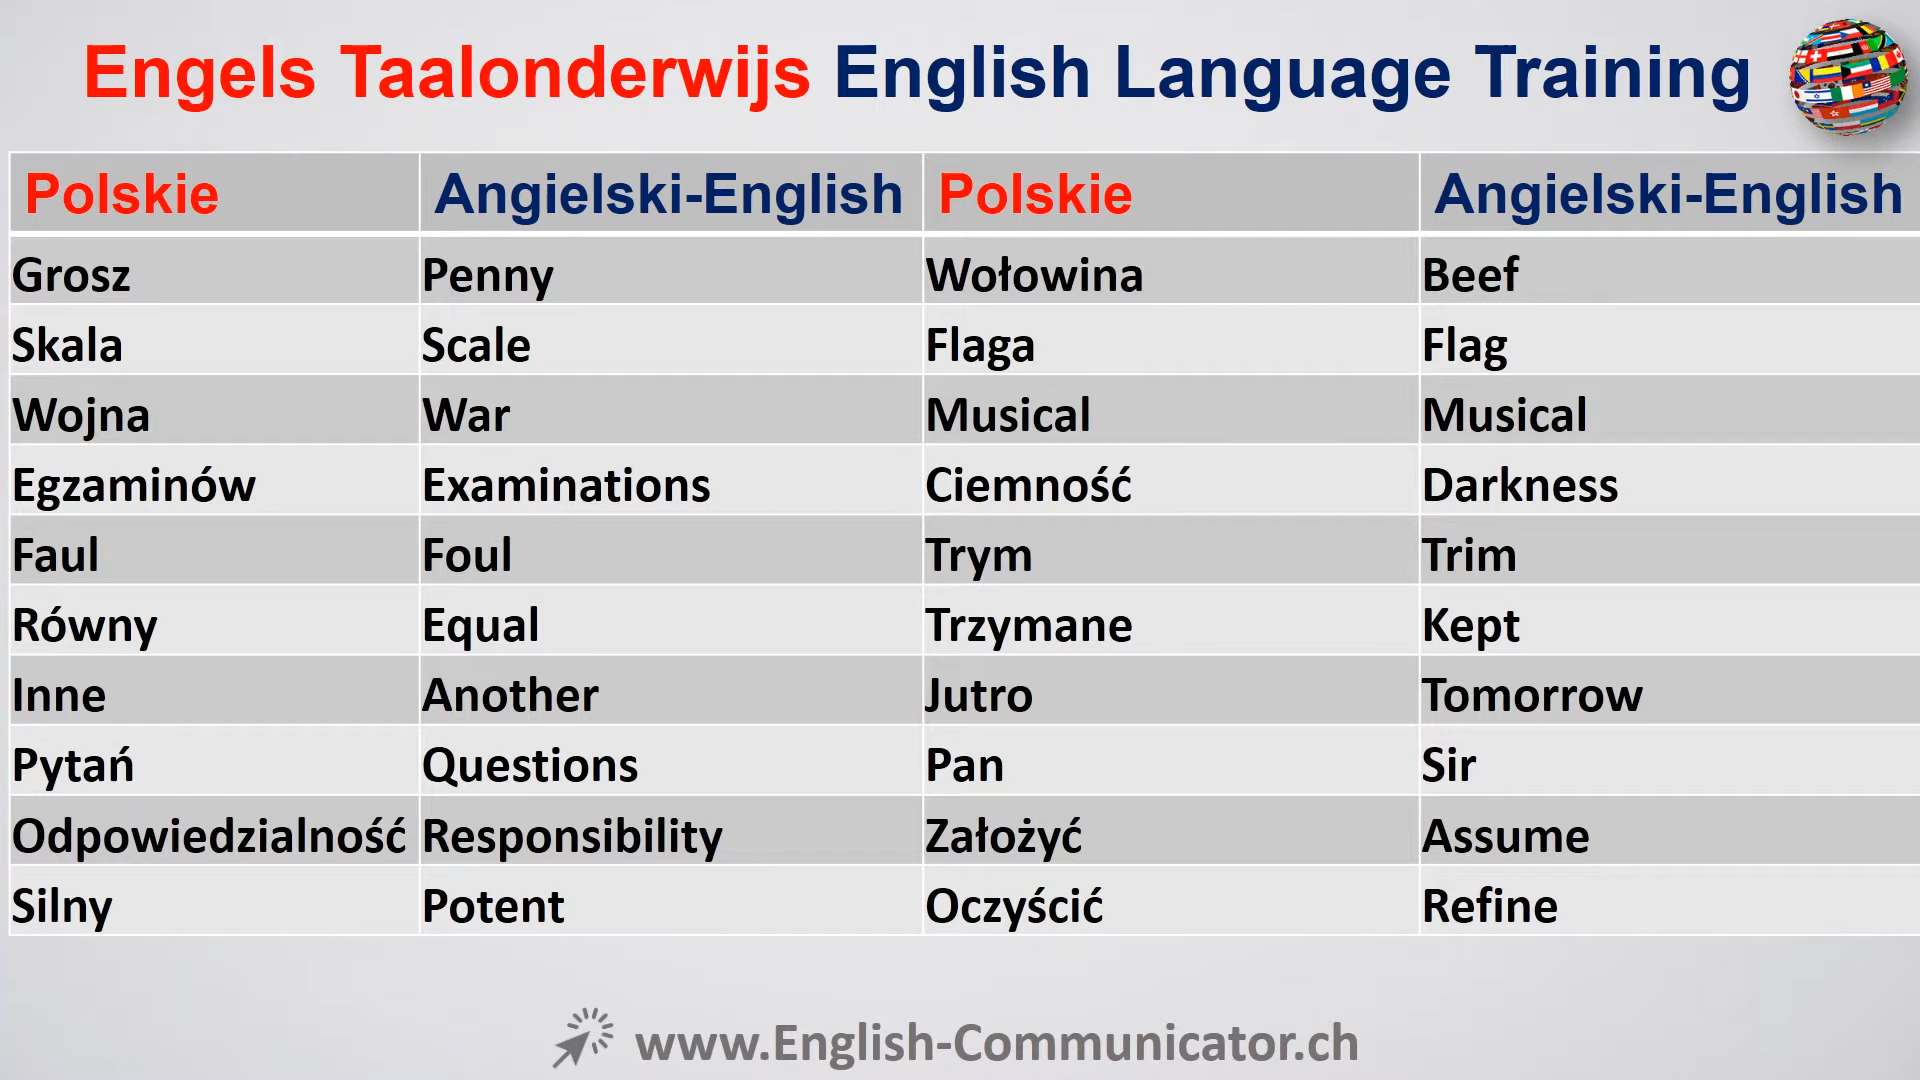 Engels Taalonderwijs English Language Training
Polskie Angielski-English Polskie Angielski-English
Grosz Penny Wołowina Beef
Skala Scale Flaga Flag
Wojna War Musical Musical
Egzaminów Examinations Ciemność Darkness
Faul Foul Trym Trim
Równy Equal Trzymane Kept
Inne Another Jutro Tomorrow
Pytań Questions Pan Sir
Odpowiedzialność Responsibility Założyć Assume
Silny Potent Oczyścić Refine
www.English-Communicator.ch